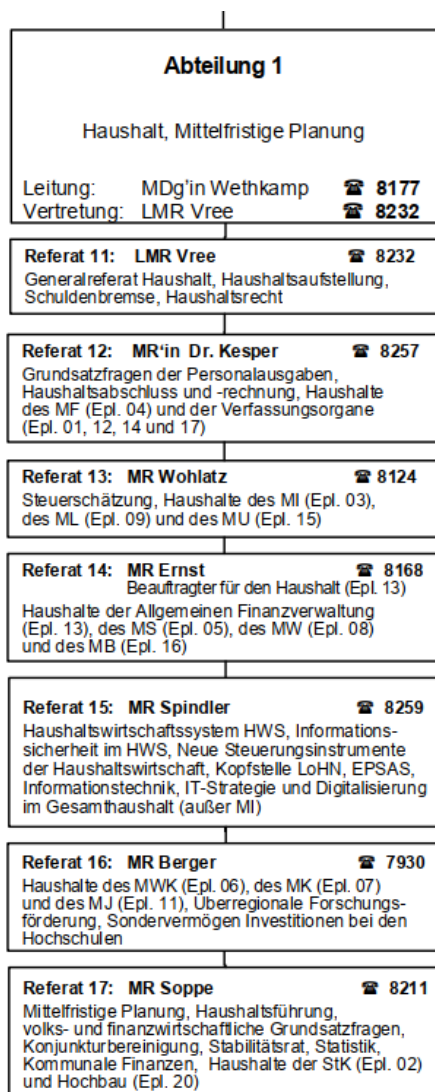 Abteilung 1
Haushalt, Mittelfristige Planung
Leitung: MDg’in Wethkamp ☎ 8177
Vertretung: LMR Vree ☎ 8232
Referat 11: LMR Vree ☎ 8232
Generalreferat Haushalt, Haushaltsaufstellung,
Schuldenbremse, Haushaltsrecht
Referat 12: MR‘in Dr. Kesper ☎ 8257
Grundsatzfragen der Personalausgaben,
Haushaltsabschluss und -rechnung, Haushalte
des MF (Epl. 04) und der Verfassungsorgane
(Epl. 01, 12, 14 und 17)
Referat 13: MR Wohlatz ☎ 8124
Steuerschätzung, Haushalte des MI (Epl. 03),
des ML (Epl. 09) und des MU (Epl. 15)
Referat 14: MR Ernst ☎ 8168
Beauftragter für den Haushalt (Epl. 13)
Haushalte der Allgemeinen Finanzverwaltung
(Epl. 13), des MS (Epl. 05), des MW (Epl. 08)
und des MB (Epl. 16)
Referat 15: MR Spindler ☎ 8259
Haushaltswirtschaftssystem HWS, Informations-
sicherheit im HWS, Neue Steuerungsinstrumente
der Haushaltswirtschaft, Kopfstelle LoHN, EPSAS,
Informationstechnik, IT-Strategie und Digitalisierung
im Gesamthaushalt (außer MI)
Referat 16: MR Berger ☎ 7930
Haushalte des MWK (Epl. 06), des MK (Epl. 07)
und des MJ (Epl. 11), Überregionale Forschungs-
förderung, Sondervermögen Investitionen bei den
Hochschulen
Referat 17: MR Soppe ☎ 8211
Mittelfristige Planung, Haushaltsführung,
volks- und finanzwirtschaftliche Grundsatzfragen,
Konjunkturbereinigung, Stabilitätsrat, Statistik,
Kommunale Finanzen, Haushalte der StK (Epl. 02)
und Hochbau (Epl. 20)